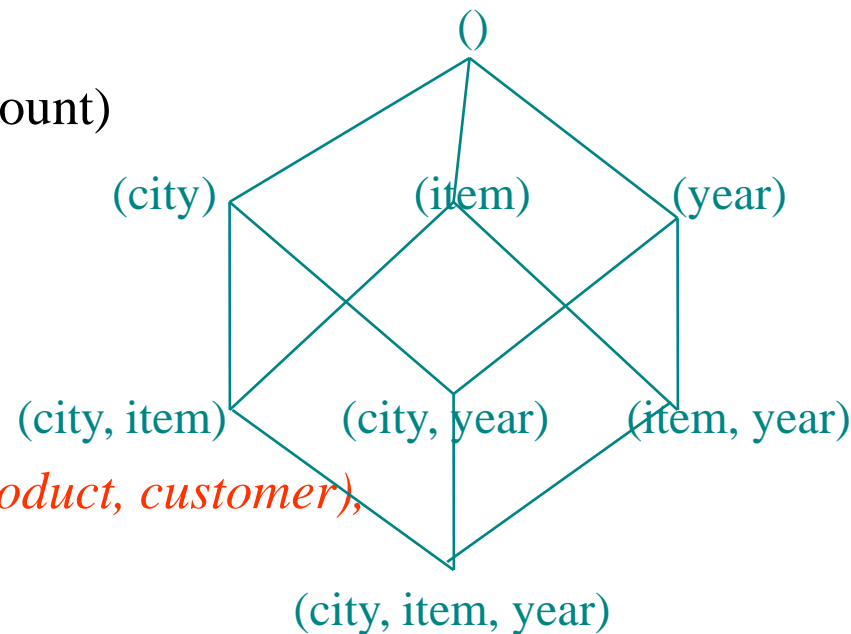 ()
ount)
(city) (item) (year)
(city, item) (city, year) (item, year)
oduct, customer),
(city, item, year)